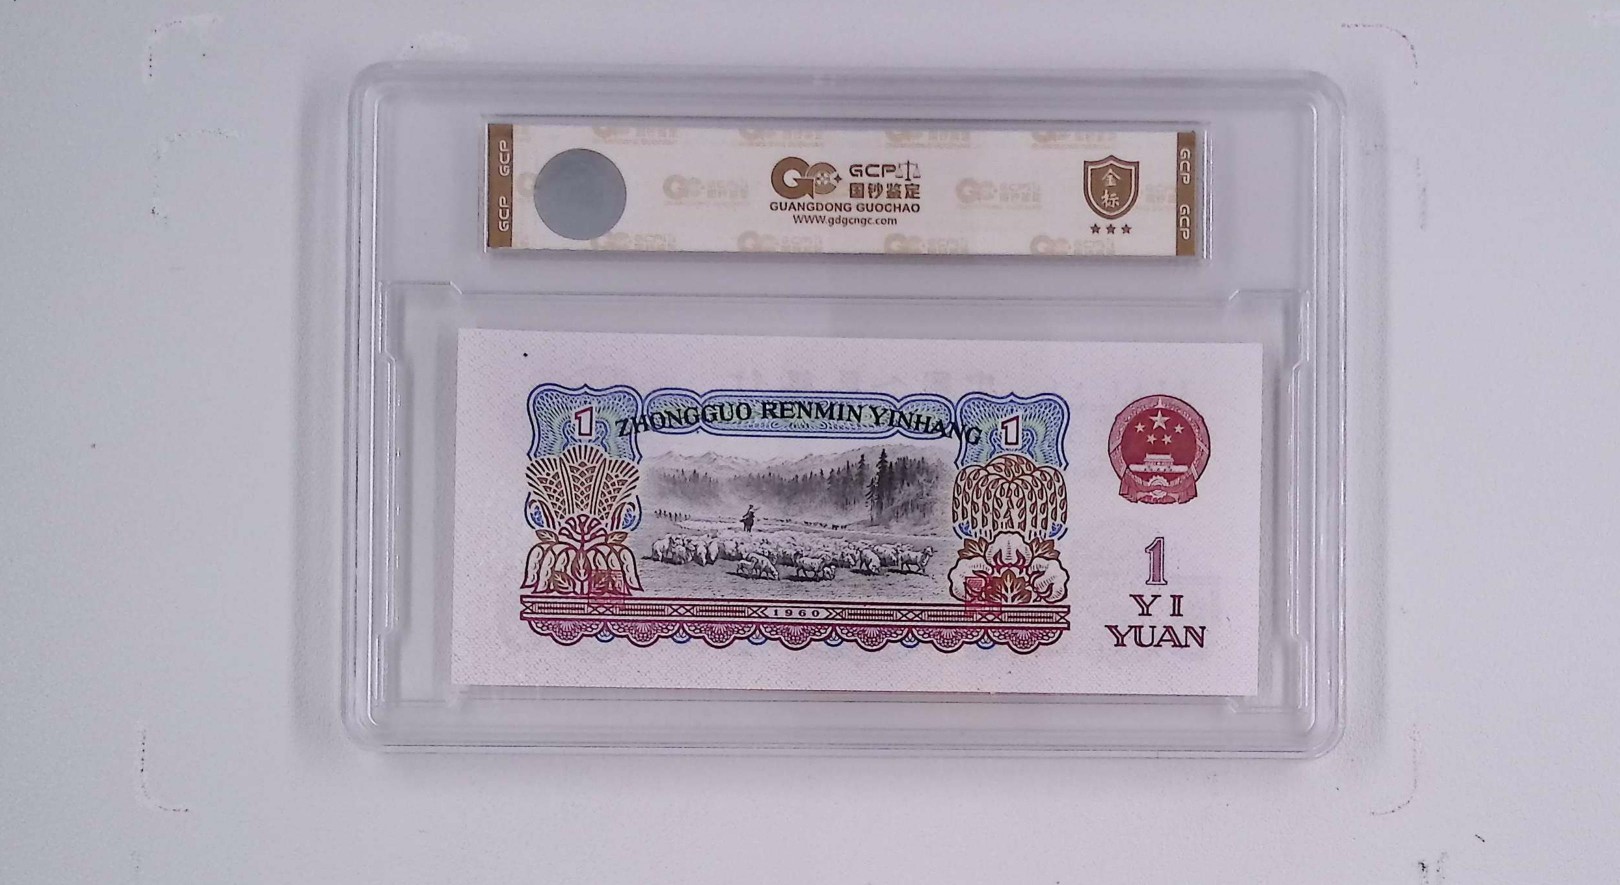 GCP GCP
GCP
国钞鉴定
GUANGDONG GUOCHAO
WWW.gdgcngc.com
金标
GCP GCP
1 ZHONGGUO RENMIN YINHANG 1
1960
1
YI
YUAN